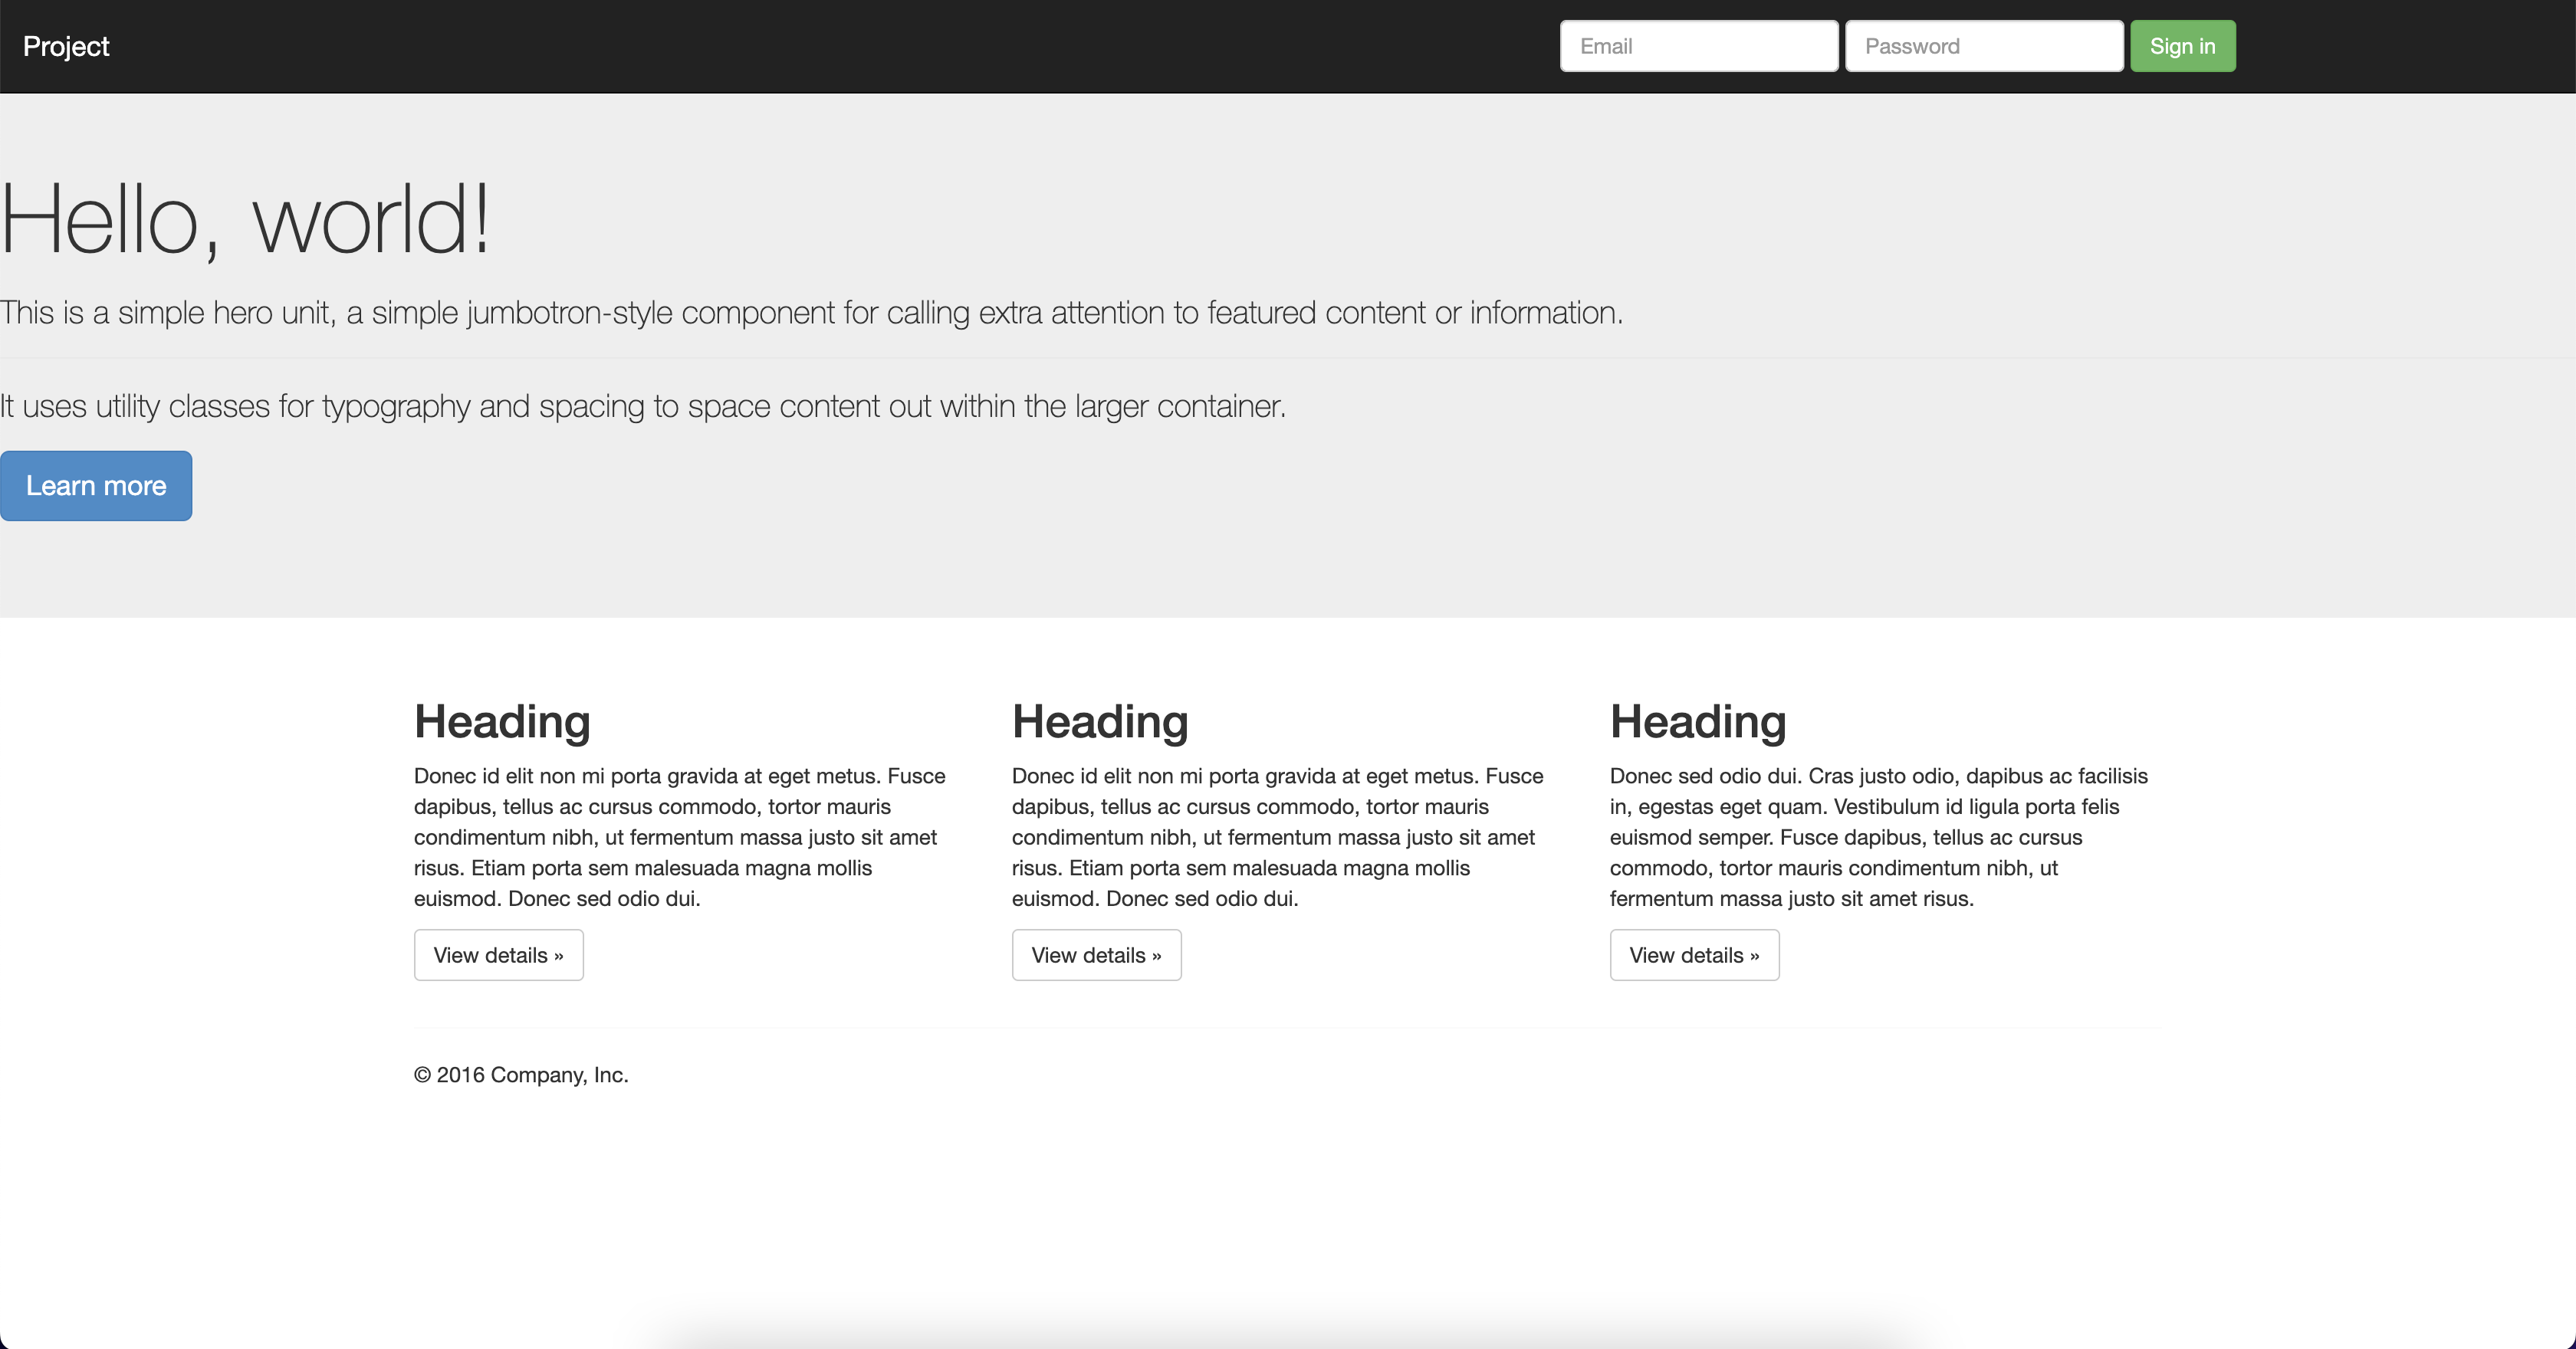 Project
Email
Password
Sign in
Hello, world!
This is a simple hero unit, a simple jumbotron-style component for calling extra attention to featured content or information.
It uses utility classes for typography and spacing to space content out within the larger container.
Learn more
Heading
Donec id elit non mi porta gravida at eget metus. Fusce
dapibus, tellus ac cursus commodo, tortor mauris
condimentum nibh, ut fermentum massa justo sit amet
risus. Etiam porta sem malesuada magna mollis
euismod. Donec sed odio dui.
View details »
Heading
Donec id elit non mi porta gravida at eget metus. Fusce
dapibus, tellus ac cursus commodo, tortor mauris
condimentum nibh, ut fermentum massa justo sit amet
risus. Etiam porta sem malesuada magna mollis
euismod. Donec sed odio dui.
View details »
Heading
Donec sed odio dui. Cras justo odio, dapibus ac facilisis
in, egestas eget quam. Vestibulum id ligula porta felis
euismod semper. Fusce dapibus, tellus ac cursus
commodo, tortor mauris condimentum nibh, ut
fermentum massa justo sit amet risus.
View details »
© 2016 Company, Inc.